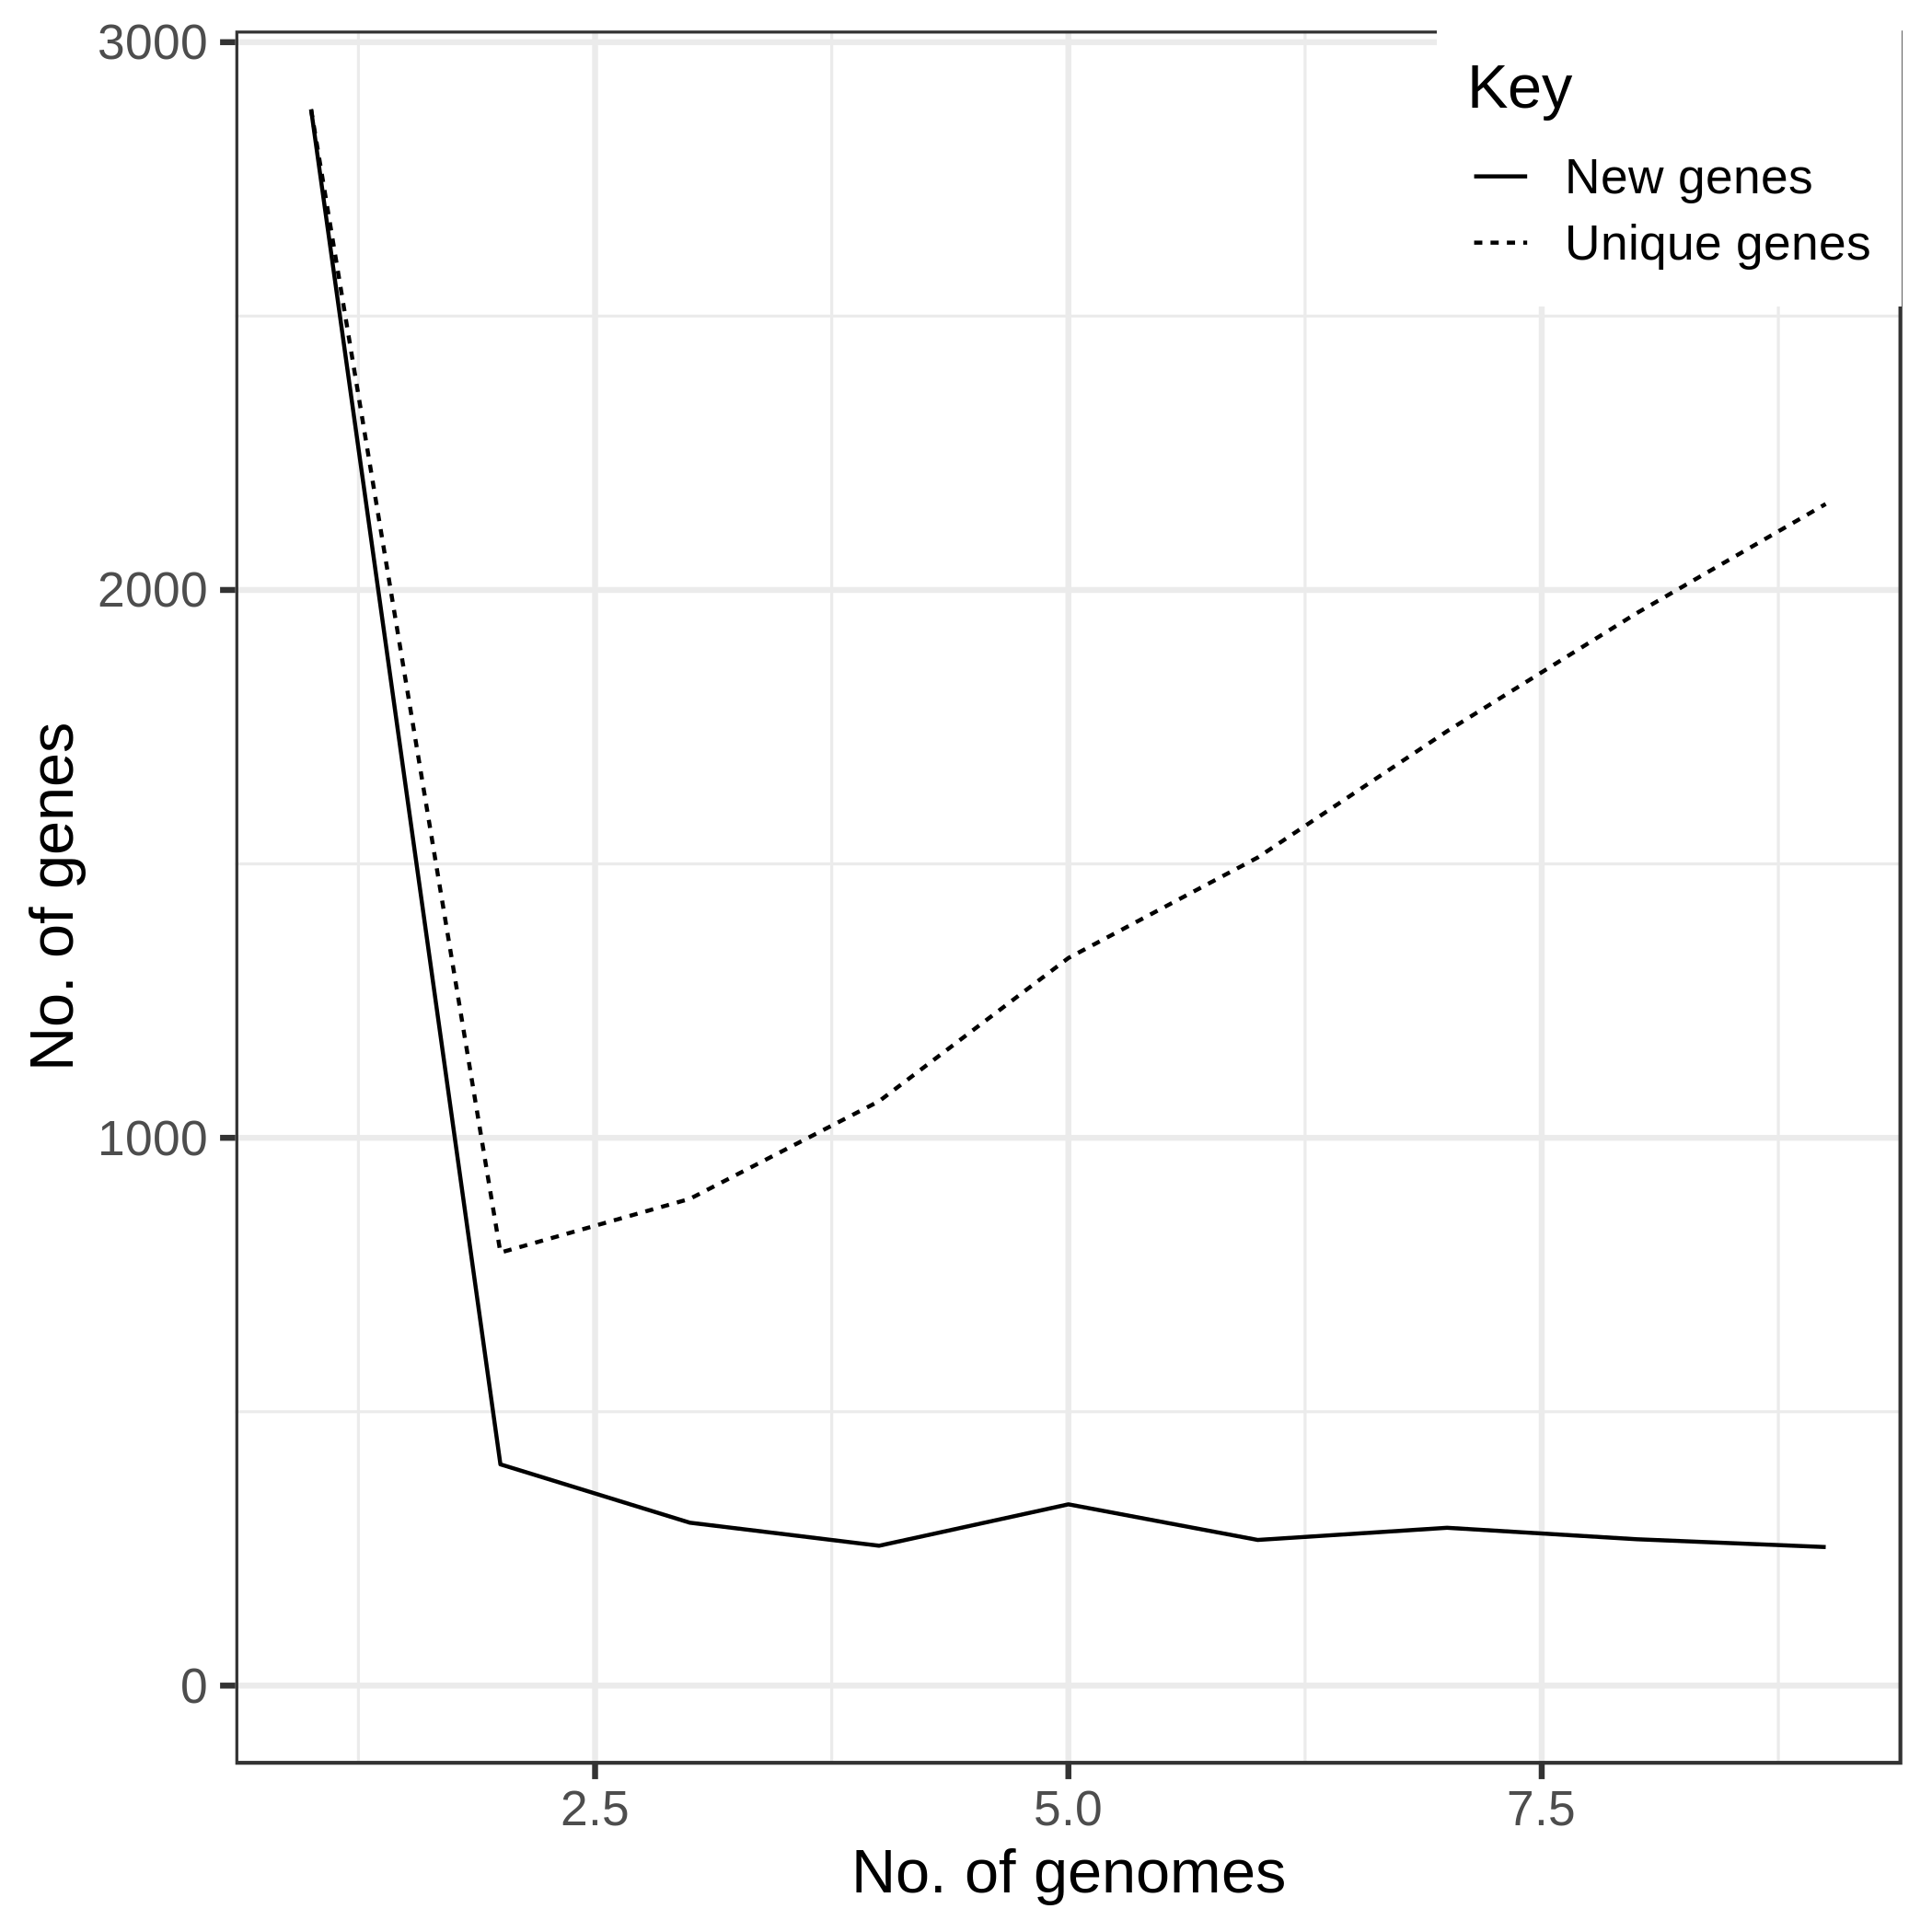 3000
2000
1000
0
No. of genes
Key
New genes
Unique genes
2.5 5.0 7.5
No. of genomes